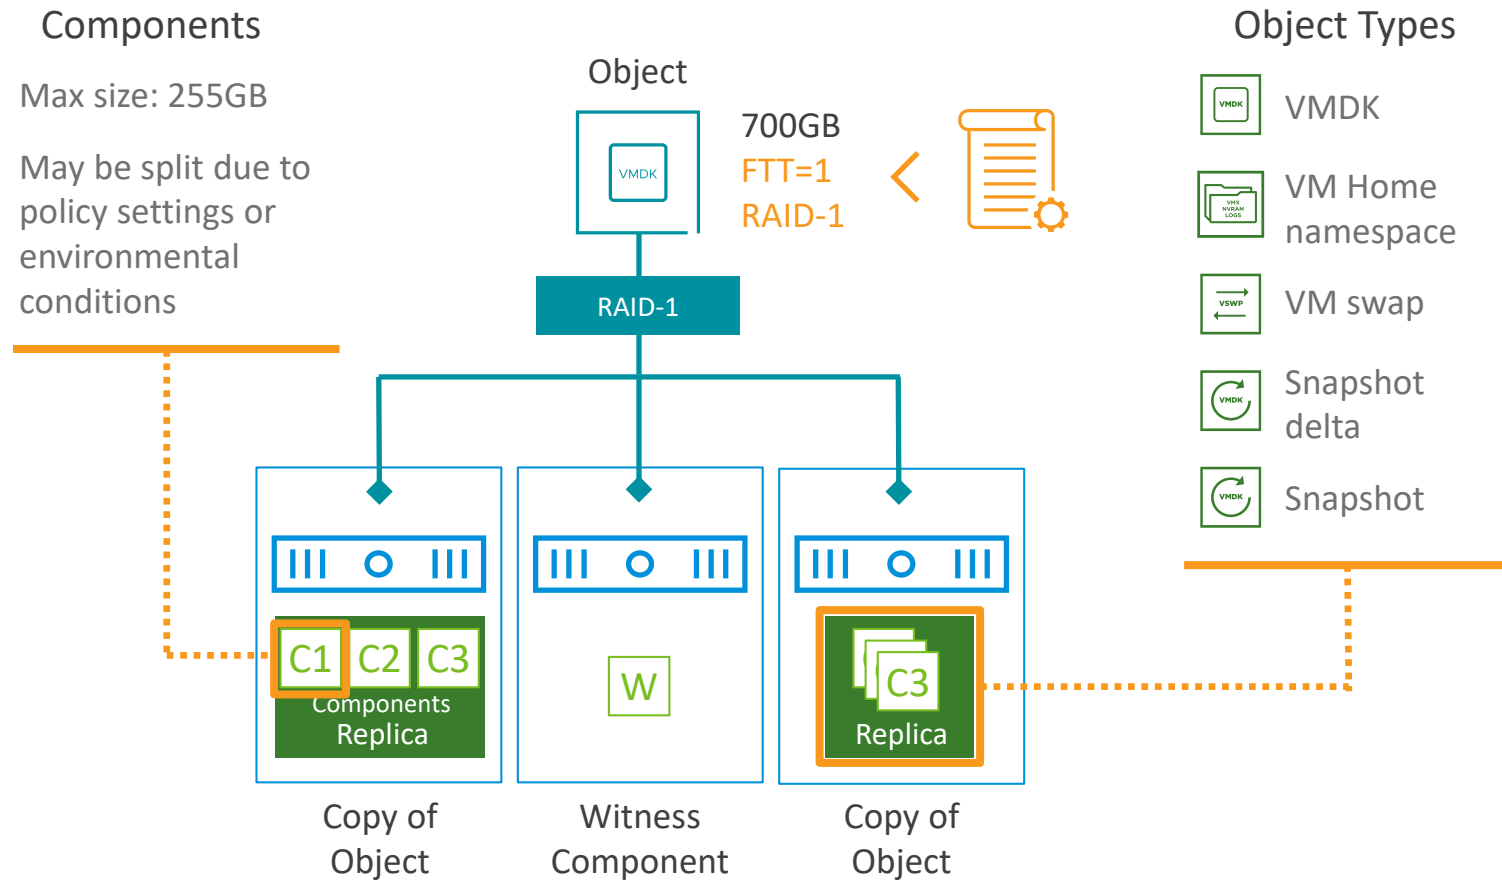 Components
Max size: 255GB
May be split due to
policy settings or
environmental
conditions
Object
VMDK
700GB
FTT=1
RAID-1
RAID-1
C1
C2
C3
Components
Replica
Copy of
Object
W
Witness
Component
C3
Replica
Copy of
Object
Object Types
VMDK
VMDK
VMX
NVRAM
LOGS
VM Home
namespace
VSWP
VM swap
VMDK
Snapshot
delta
VMDK
Snapshot